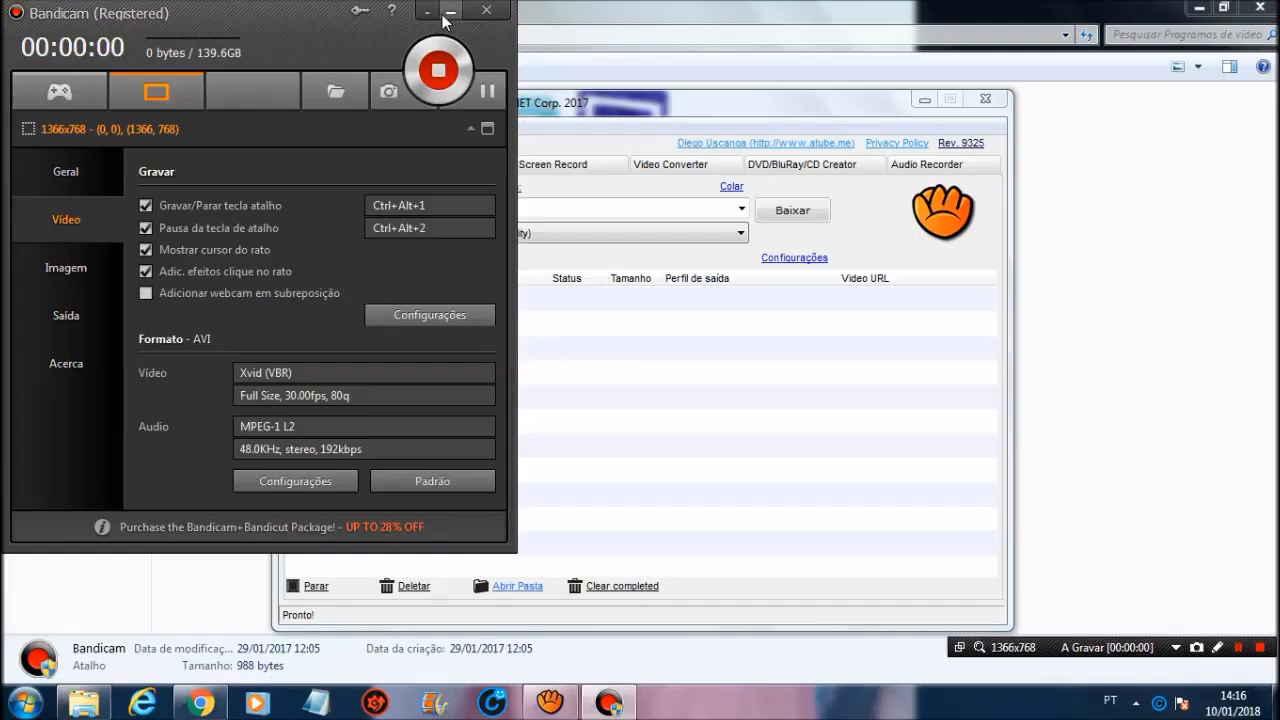 Bandicam (Registered)
?
00:00:00
0 bytes / 139.6GB
1366x768 - (0, 0), (1366, 768)
Geral
Vídeo
Imagem
Saída
Acerca
Gravar
Gravar/Parar tecla atalho
Ctrl+Alt+1
Pausa da tecla de atalho
Ctrl+Alt+2
Mostrar cursor do rato
Adic. efeitos clique no rato
Adicionar webcam em subreposição
Configurações
Formato - AVI
Vídeo
Xvid (VBR)
Full Size, 30.00fps, 80q
Audio
MPEG-1 L2
48.0KHz, stereo, 192kbps
Configurações
Padrão
Purchase the Bandicam+Bandicut Package! - UP TO 28% OFF
Pesquisar Programas de vídeo
Corp. 2017
Diego Uscanga (http://www.atube.me)
Privacy Policy
Rev. 9325
Screen Record
Video Converter
DVD/BluRay/CD Creator
Audio Recorder
Colar
Baixar
Configurações
Status
Tamanho
Perfil de saída
Video URL
Parar
Deletar
Abrir Pasta
Clear completed
Pronto!
Bandicam
Data de modificaç...
29/01/2017 12:05
Data da criação: 29/01/2017 12:05
Atalho
Tamanho: 988 bytes
1366x768
A Gravar [00:00:00]
PT
14:16
10/01/2018